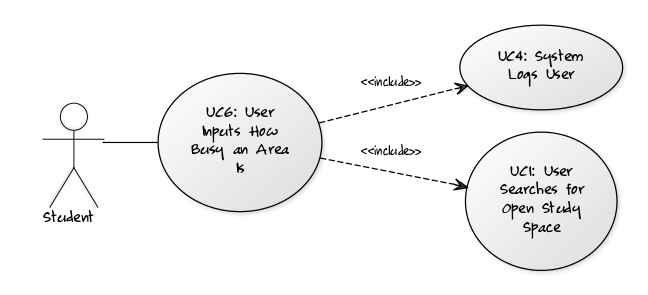 UC4: System
Logs User
<<include>>
UC6: User
Inputs How
Busy an Area
Is
<<include>>
UC1: User
Searches for
Open Study
Space
Student